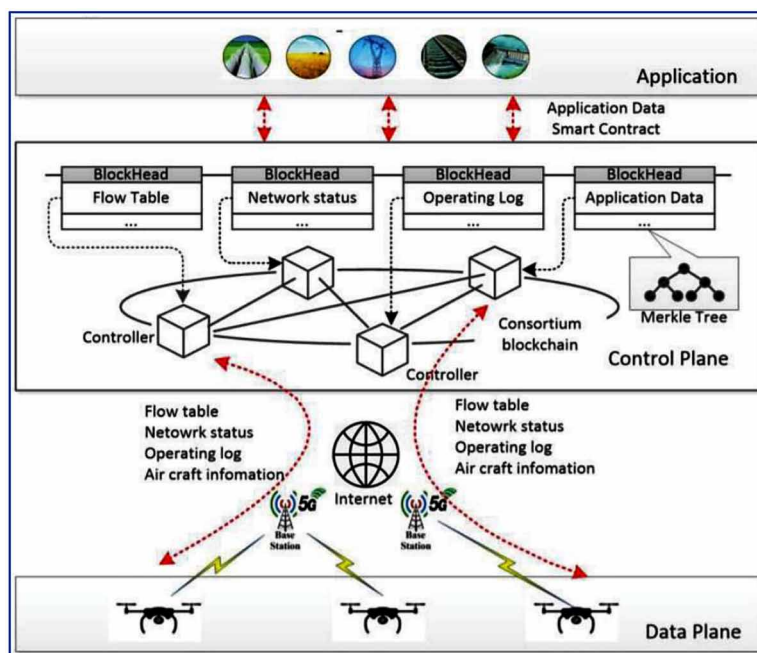 Application
Application Data
Smart Contract
BlockHead
BlockHead
BlockHead
BlockHead
Flow Table
Network status
Operating Log
Application Data
...
...
...
...
Merkle Tree
Controller
Consortium
blockchain
Controller
Control Plane
Flow table
Netowrk status
Operating log
Air craft infomation
Flow table
Netowrk status
Operating log
Air craft infomation
Internet
5G
5G
Base
Station
Base
Station
Data Plane